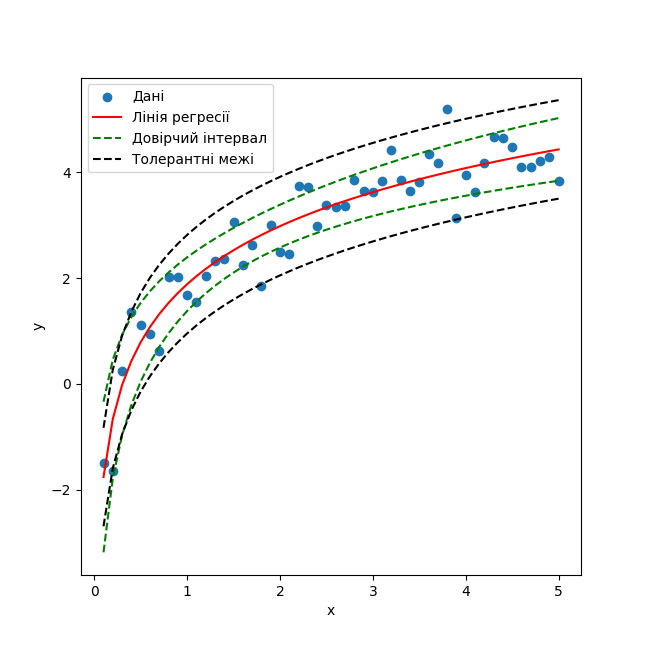 Дані
Лінія регресії
Довірчий інтервал
Толерантні межі
4
2
0
−2
y
0 1 2 3 4 5
x